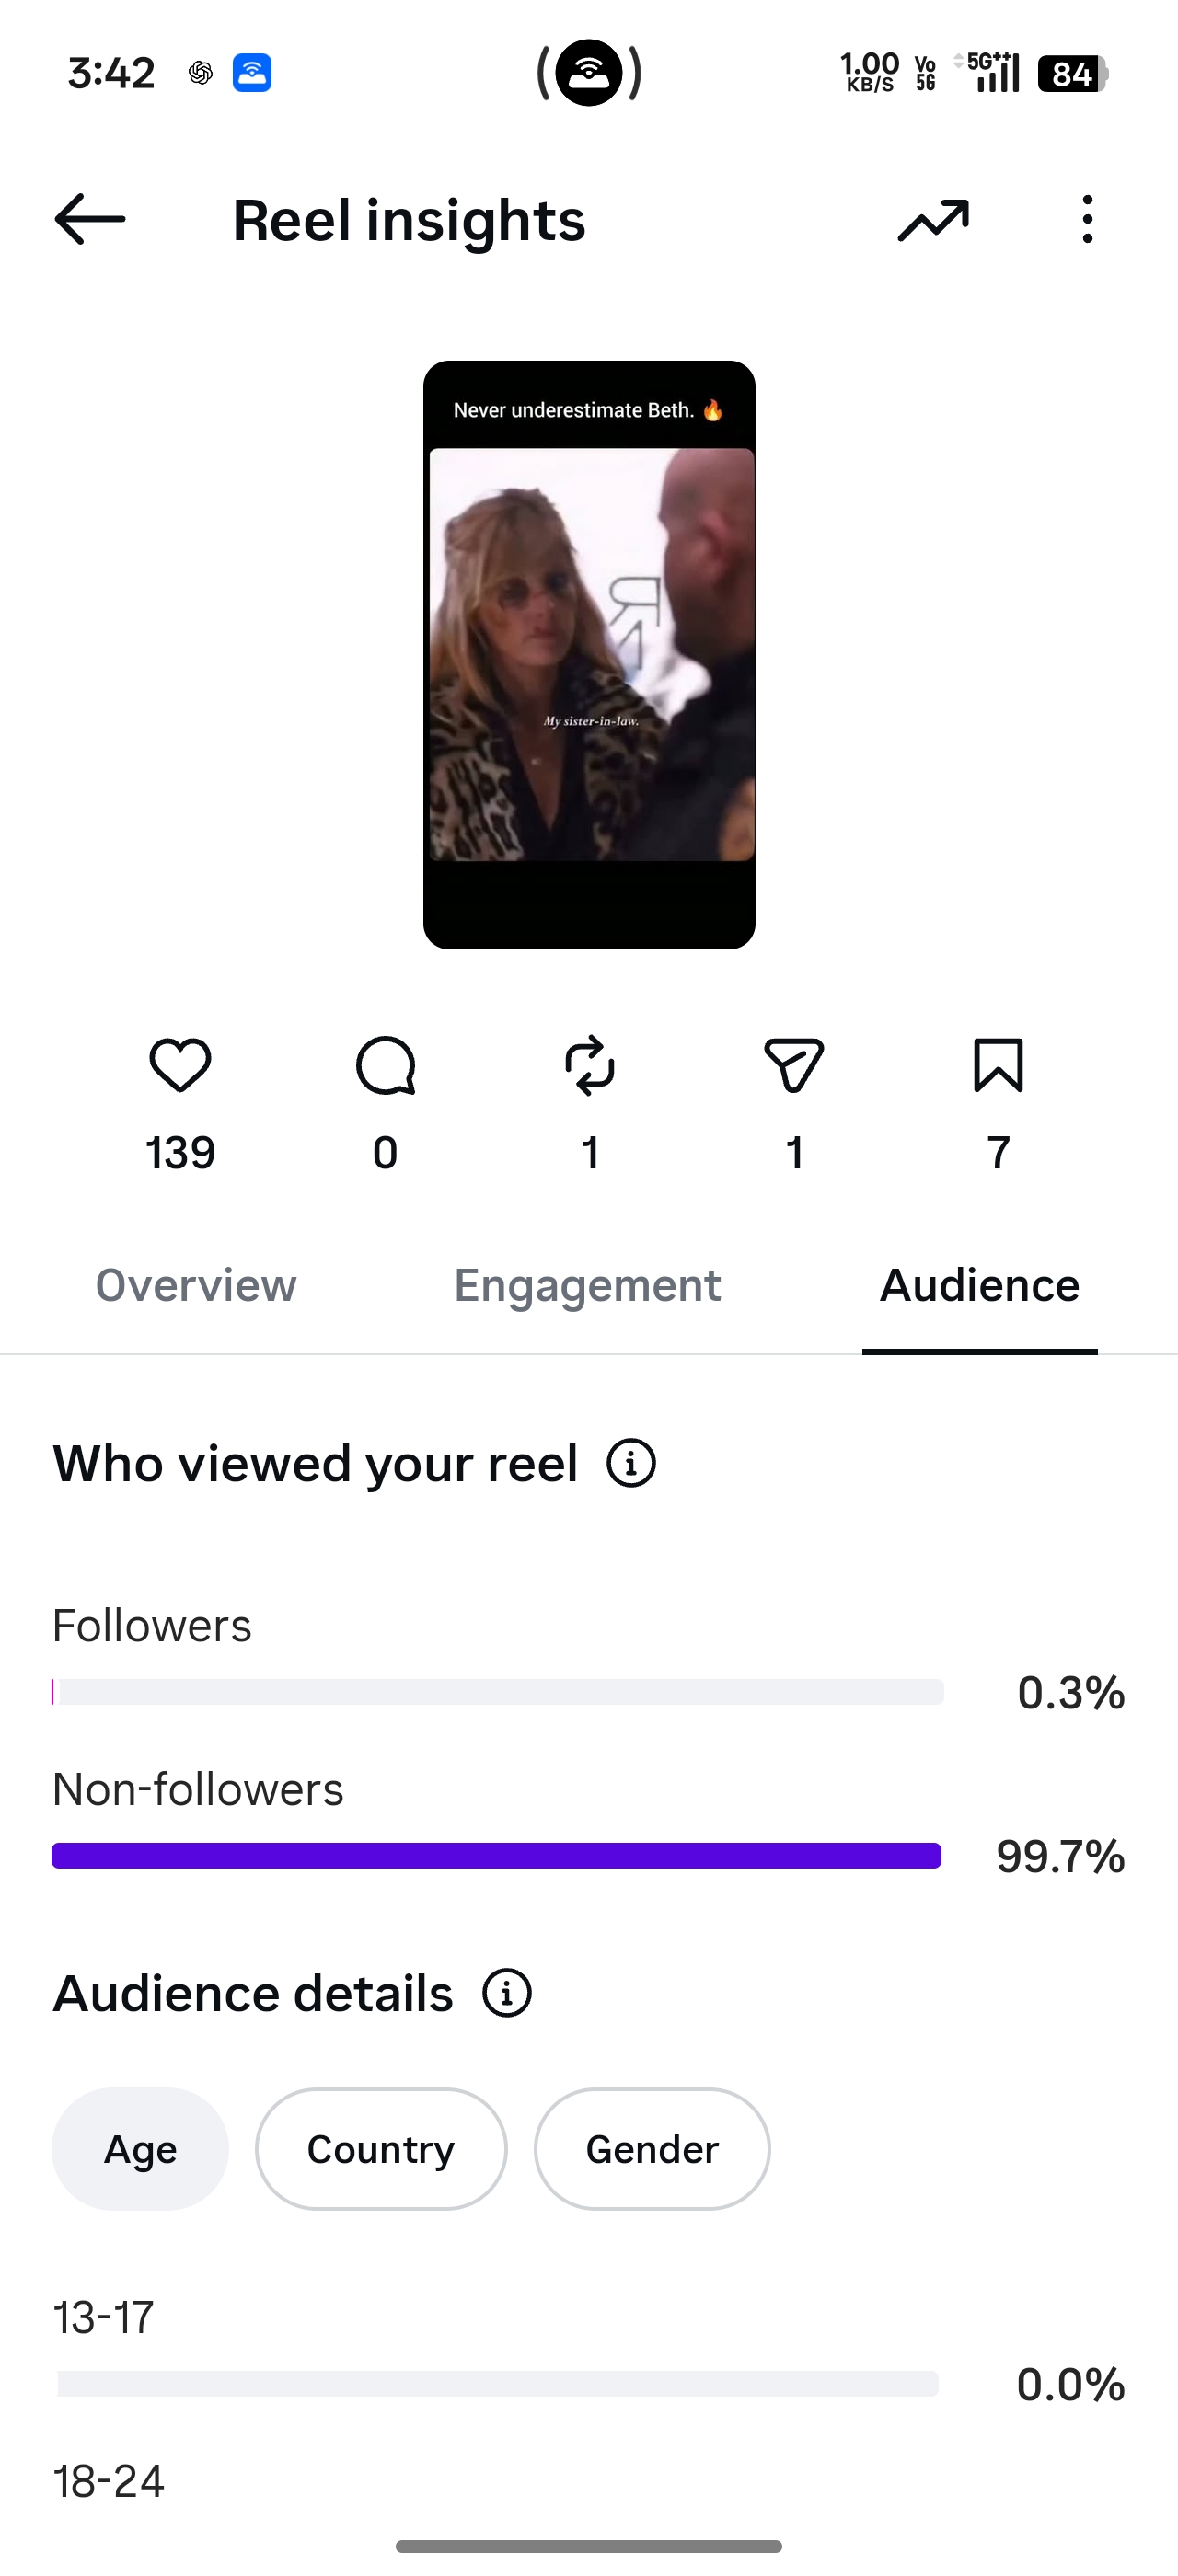 3:42
1.00
KB/S
Vo
5G
5G++
84
Reel insights
Never underestimate Beth. 🔥
My sister-in-law.
139
0
1
1
7
Overview
Engagement
Audience
Who viewed your reel
Followers
0.3%
Non-followers
99.7%
Audience details
Age
Country
Gender
13-17
0.0%
18-24